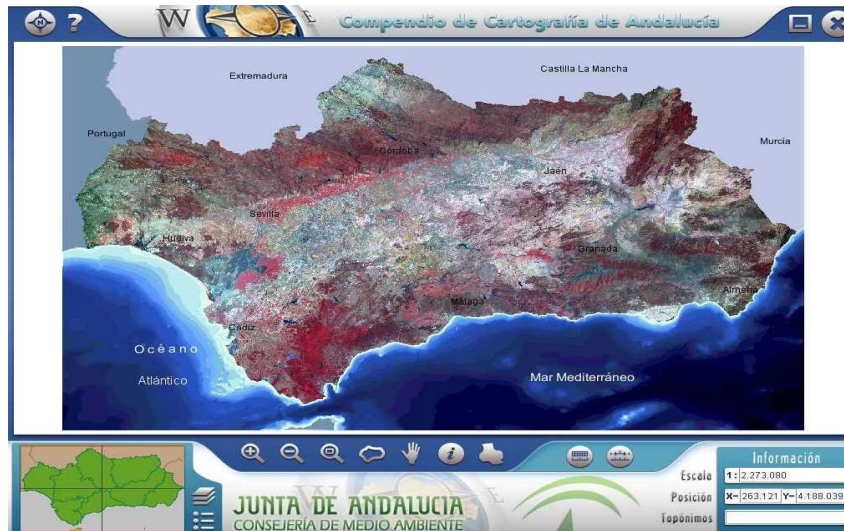 ? W E Compendio de Cartografía de Andalucía
Extremadura
Castilla La Mancha
Portugal
Murcia
Córdoba
Jaén
Sevilla
Huelva
Granada
Almería
Málaga
Cádiz
Océano
Atlántico
Mar Mediterráneo
Información
Escala 1: 2.273.080
Posición X- 263.121 Y- 4.188.039
Topónimos
JUNTA DE ANDALUCIA
CONSEJERÍA DE MEDIO AMBIENTE